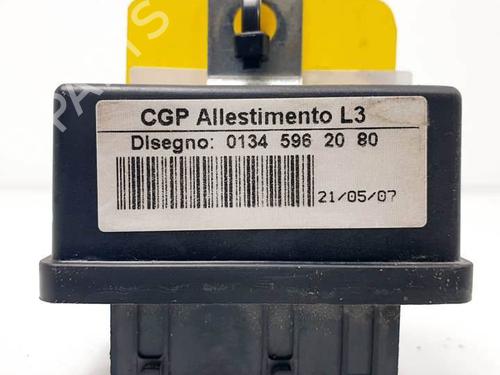 CGP Allestimento L3
Disegno: 0134 596 20 80
21/05/07